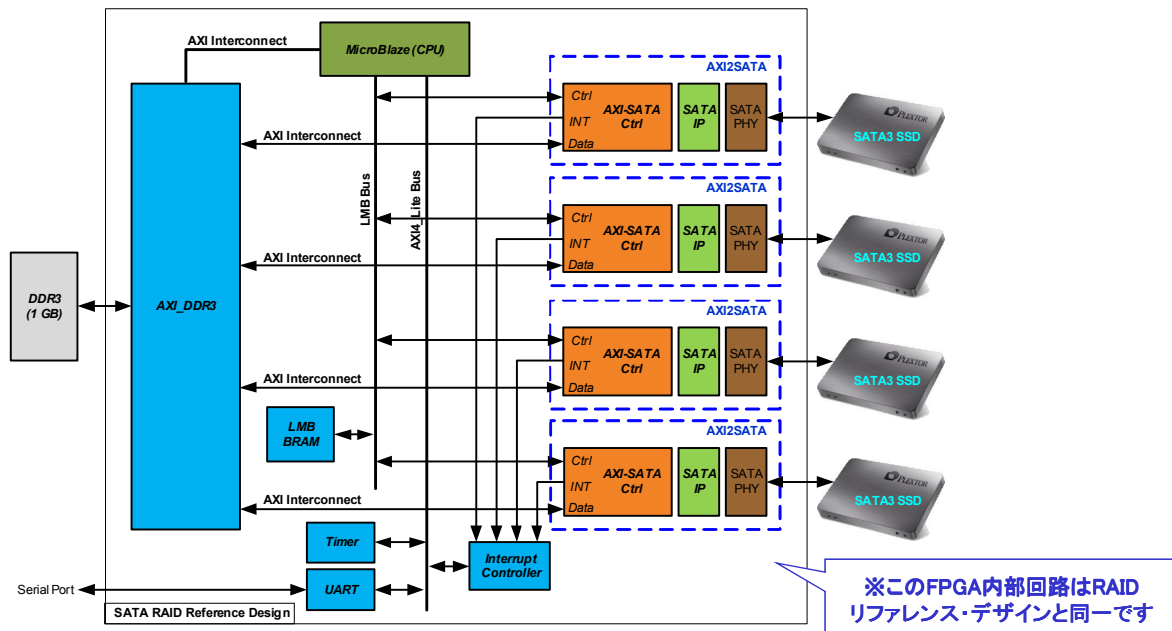 AXI Interconnect
MicroBlaze (CPU)
AXI_DDR3
DDR3
(1 GB)
AXI Interconnect
AXI Interconnect
AXI Interconnect
AXI Interconnect
LMB Bus
AXI4_Lite Bus
LMB
BRAM
Timer
UART
Interrupt
Controller
Serial Port
SATA RAID Reference Design
AXI2SATA
Ctrl
INT
Data
AXI-SATA
Ctrl
SATA
IP
SATA
PHY
PLEXTOR
SATA3 SSD
AXI2SATA
Ctrl
INT
Data
AXI-SATA
Ctrl
SATA
IP
SATA
PHY
PLEXTOR
SATA3 SSD
AXI2SATA
Ctrl
INT
Data
AXI-SATA
Ctrl
SATA
IP
SATA
PHY
PLEXTOR
SATA3 SSD
AXI2SATA
Ctrl
INT
Data
AXI-SATA
Ctrl
SATA
IP
SATA
PHY
PLEXTOR
SATA3 SSD
※このFPGA内部回路はRAID
リファレンス・デザインと同一です